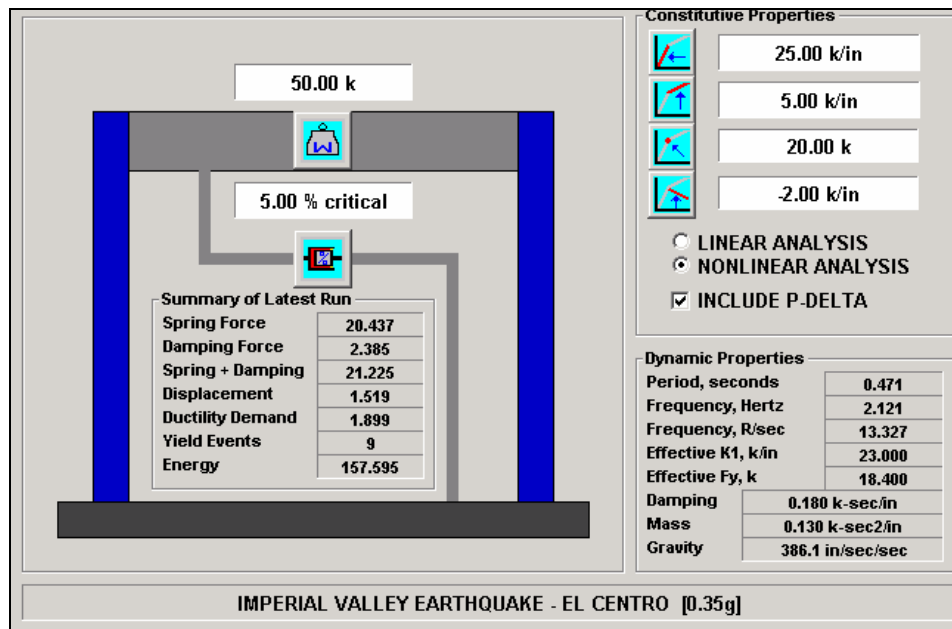 50.00 k
5.00 % critical
Summary of Latest Run
Spring Force 20.437
Damping Force 2.385
Spring + Damping 21.225
Displacement 1.519
Ductility Demand 1.899
Yield Events 9
Energy 157.595
Constitutive Properties
25.00 k/in
5.00 k/in
20.00 k
-2.00 k/in
LINEAR ANALYSIS
NONLINEAR ANALYSIS
INCLUDE P-DELTA
Dynamic Properties
Period, seconds 0.471
Frequency, Hertz 2.121
Frequency, R/sec 13.327
Effective K1, k/in 23.000
Effective Fy, k 18.400
Damping 0.180 k-sec/in
Mass 0.130 k-sec2/in
Gravity 386.1 in/sec/sec
IMPERIAL VALLEY EARTHQUAKE - EL CENTRO [0.35g]